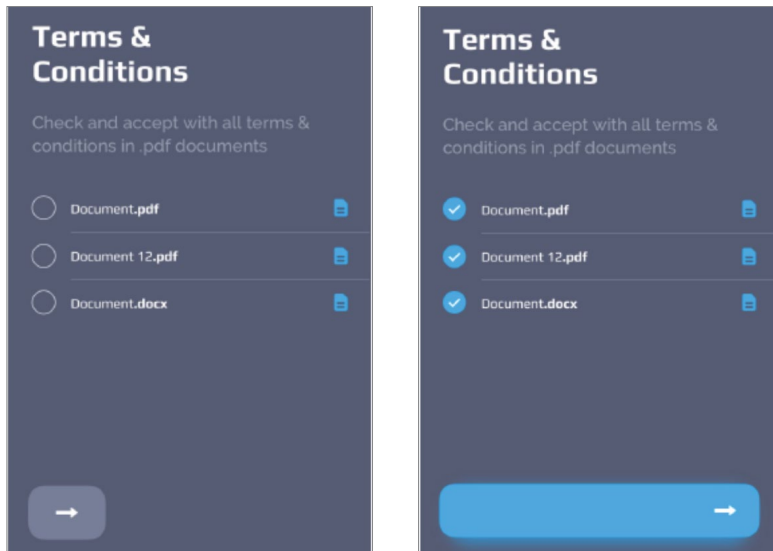 Terms &
Conditions
Check and accept with all terms &
conditions in .pdf documents
Document.pdf
Document 12.pdf
Document.docx
Terms &
Conditions
Check and accept with all terms &
conditions in .pdf documents
Document.pdf
Document 12.pdf
Document.docx